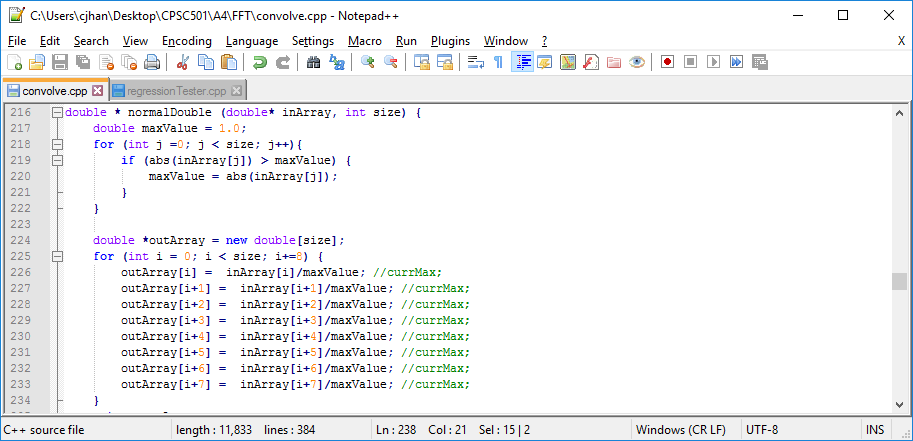 C:\Users\cjhan\Desktop\CPSC501\A4\FFT\convolve.cpp - Notepad++
File Edit Search View Encoding Language Settings Macro Run Plugins Window ? X
convolve.cpp regressionTester.cpp
216 double * normalDouble (double* inArray, int size) {
217 double maxValue = 1.0;
218 for (int j =0; j < size; j++){
219 if (abs(inArray[j]) > maxValue) {
220 maxValue = abs(inArray[j]);
221 }
222 }
223
224 double *outArray = new double[size];
225 for (int i = 0; i < size; i+=8) {
226 outArray[i] =  inArray[i]/maxValue; //currMax;
227 outArray[i+1] =  inArray[i+1]/maxValue; //currMax;
228 outArray[i+2] =  inArray[i+2]/maxValue; //currMax;
229 outArray[i+3] =  inArray[i+3]/maxValue; //currMax;
230 outArray[i+4] =  inArray[i+4]/maxValue; //currMax;
231 outArray[i+5] =  inArray[i+5]/maxValue; //currMax;
232 outArray[i+6] =  inArray[i+6]/maxValue; //currMax;
233 outArray[i+7] =  inArray[i+7]/maxValue; //currMax;
234 }
C++ source file length : 11,833 lines : 384 Ln : 238 Col : 21 Sel : 15 | 2 Windows (CR LF) UTF-8 INS